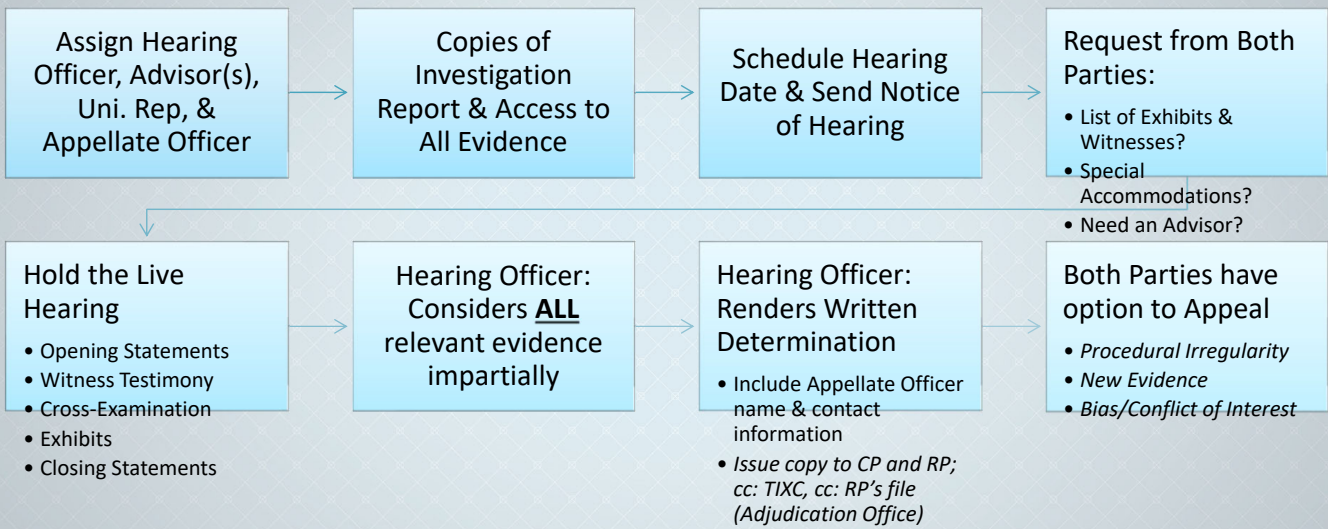 Assign Hearing
Officer, Advisor(s),
Uni. Rep, &
Appellate Officer
Copies of
Investigation
Report & Access to
All Evidence
Schedule Hearing
Date & Send Notice
of Hearing
Request from Both
Parties:
• List of Exhibits &
Witnesses?
• Special
Accommodations?
• Need an Advisor?
Hold the Live
Hearing
• Opening Statements
• Witness Testimony
• Cross-Examination
• Exhibits
• Closing Statements
Hearing Officer:
Considers ALL
relevant evidence
impartially
Hearing Officer:
Renders Written
Determination
• Include Appellate Officer
name & contact
information
• Issue copy to CP and RP;
cc: TIXC, cc: RP's file
(Adjudication Office)
Both Parties have
option to Appeal
• Procedural Irregularity
• New Evidence
• Bias/Conflict of Interest